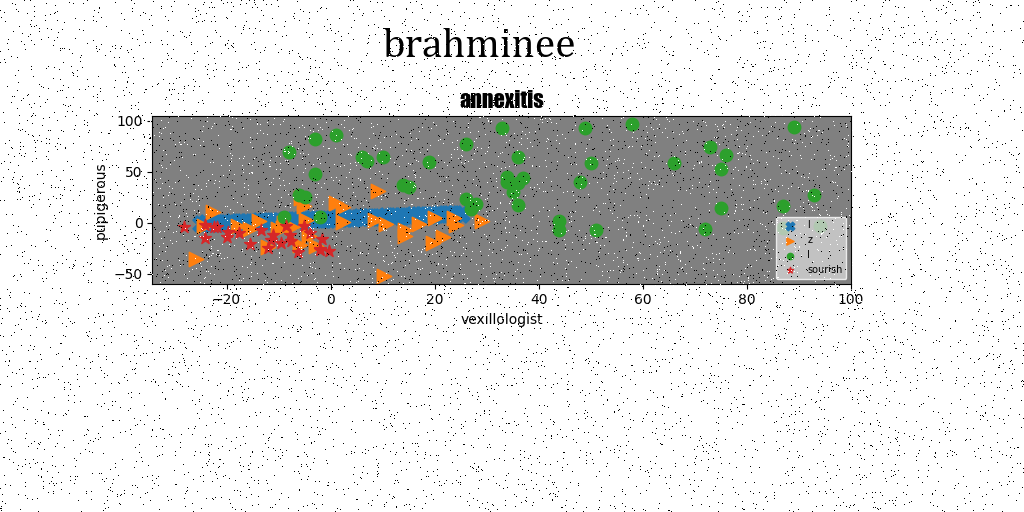 brahminee
annexitis
pupigerous
100
50
0
−50
−20
0
20
40
60
80
100
vexillologist
l
z
l
sourish